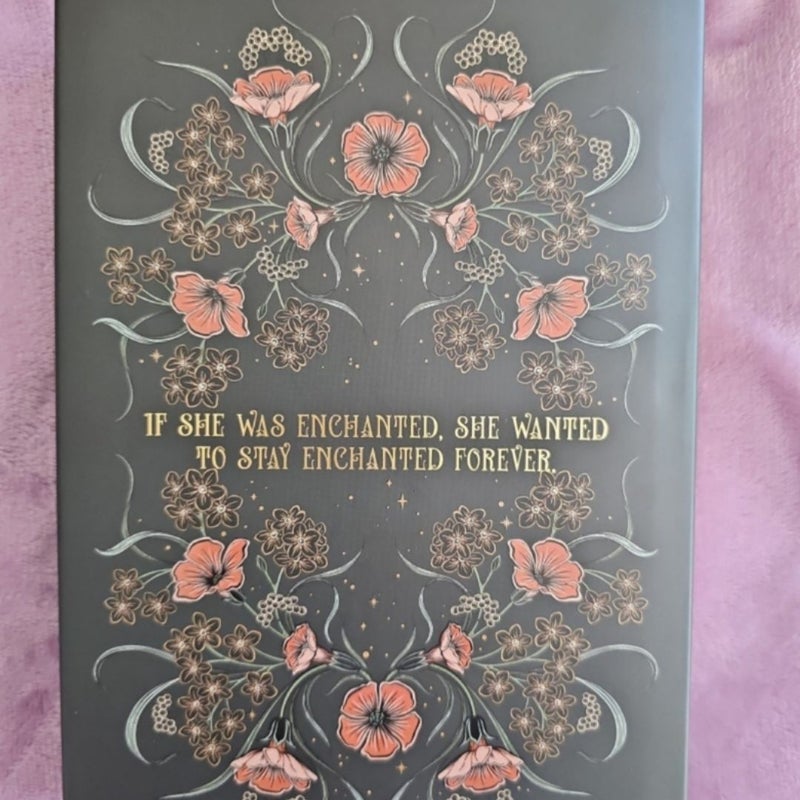 IF SHE WAS ENCHANTED, SHE WANTED
TO STAY ENCHANTED FOREVER.